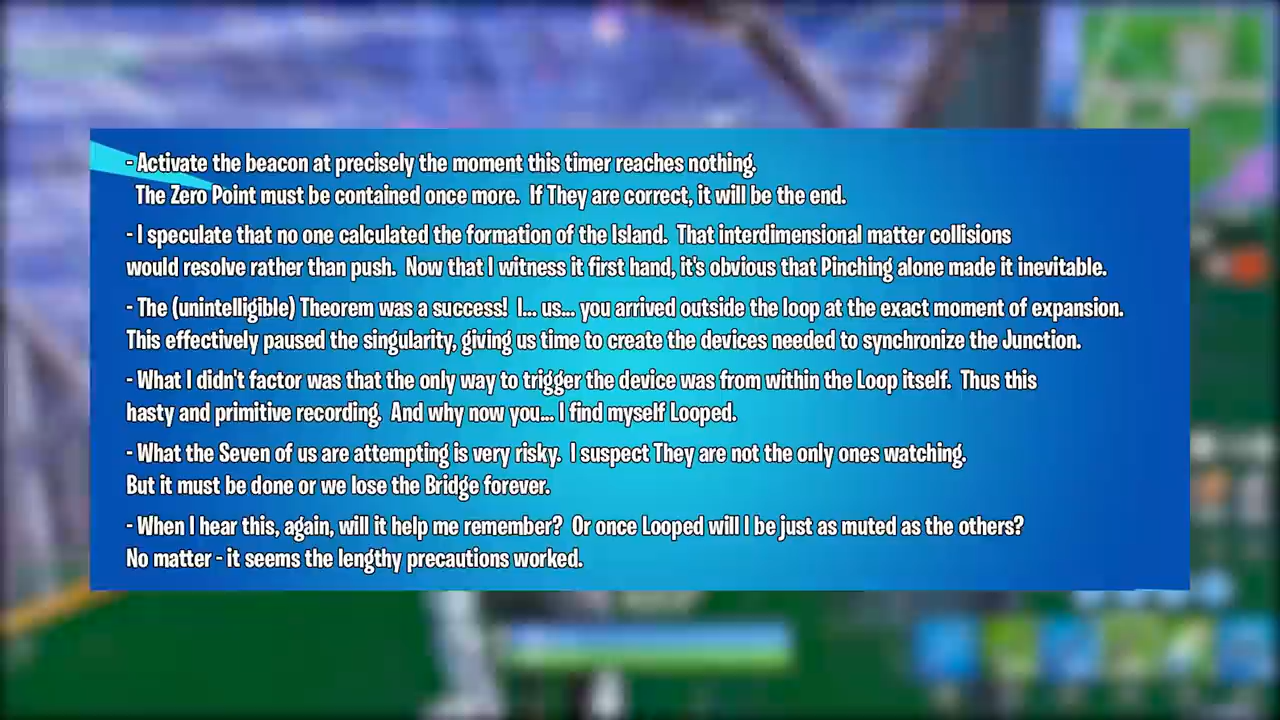 - Activate the beacon at precisely the moment this timer reaches nothing.
The Zero Point must be contained once more. If They are correct, it will be the end.
- I speculate that no one calculated the formation of the Island. That interdimensional matter collisions
would resolve rather than push. Now that I witness it first hand, it's obvious that Pinching alone made it inevitable.
- The (unintelligible) Theorem was a success! I... us... you arrived outside the loop at the exact moment of expansion.
This effectively paused the singularity, giving us time to create the devices needed to synchronize the Junction.
- What I didn't factor was that the only way to trigger the device was from within the Loop itself. Thus this
hasty and primitive recording. And why now you... I find myself Looped.
- What the Seven of us are attempting is very risky. I suspect They are not the only ones watching.
But it must be done or we lose the Bridge forever.
- When I hear this, again, will it help me remember? Or once Looped will I be just as muted as the others?
No matter - it seems the lengthy precautions worked.